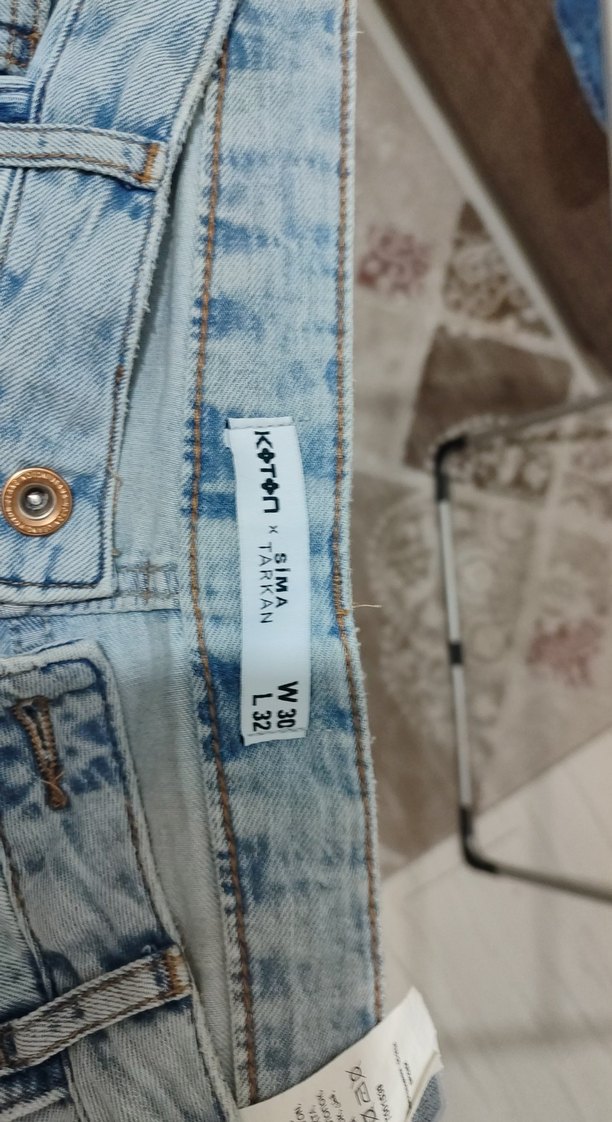 KOTON x SİMA
TARKAN
W 30
L 32